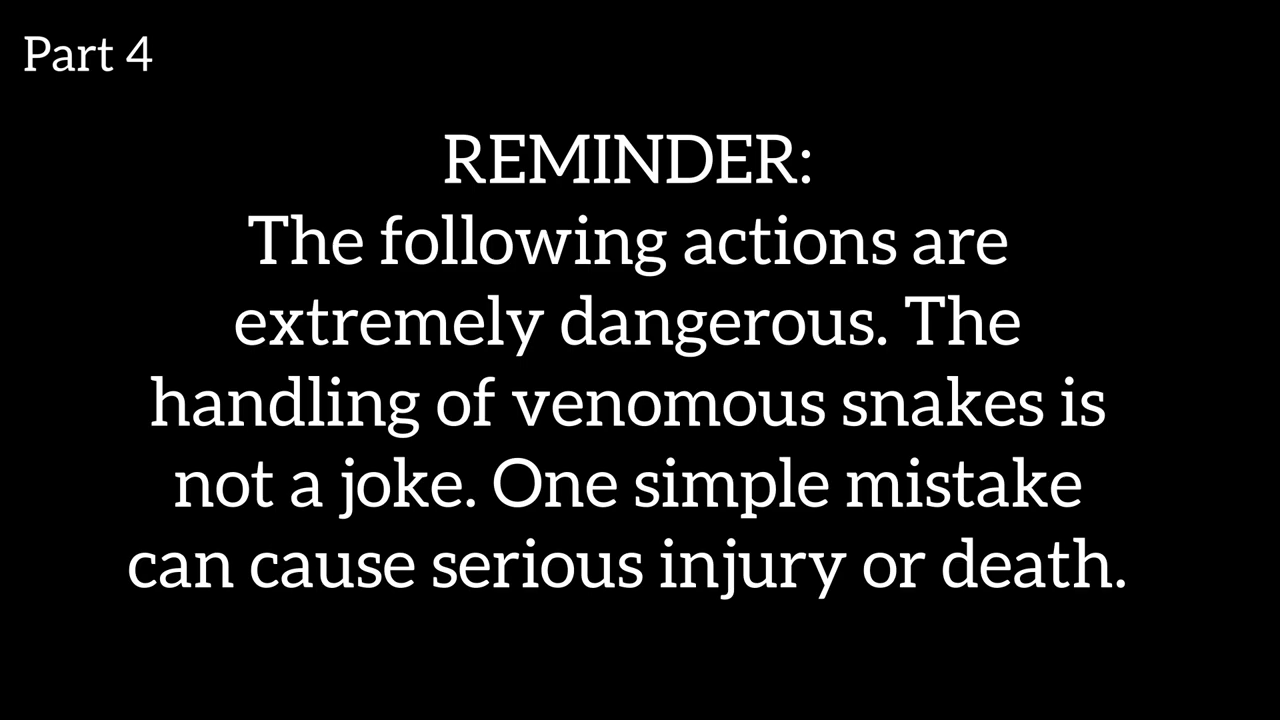 Part 4
REMINDER:
The following actions are
extremely dangerous. The
handling of venomous snakes is
not a joke. One simple mistake
can cause serious injury or death.